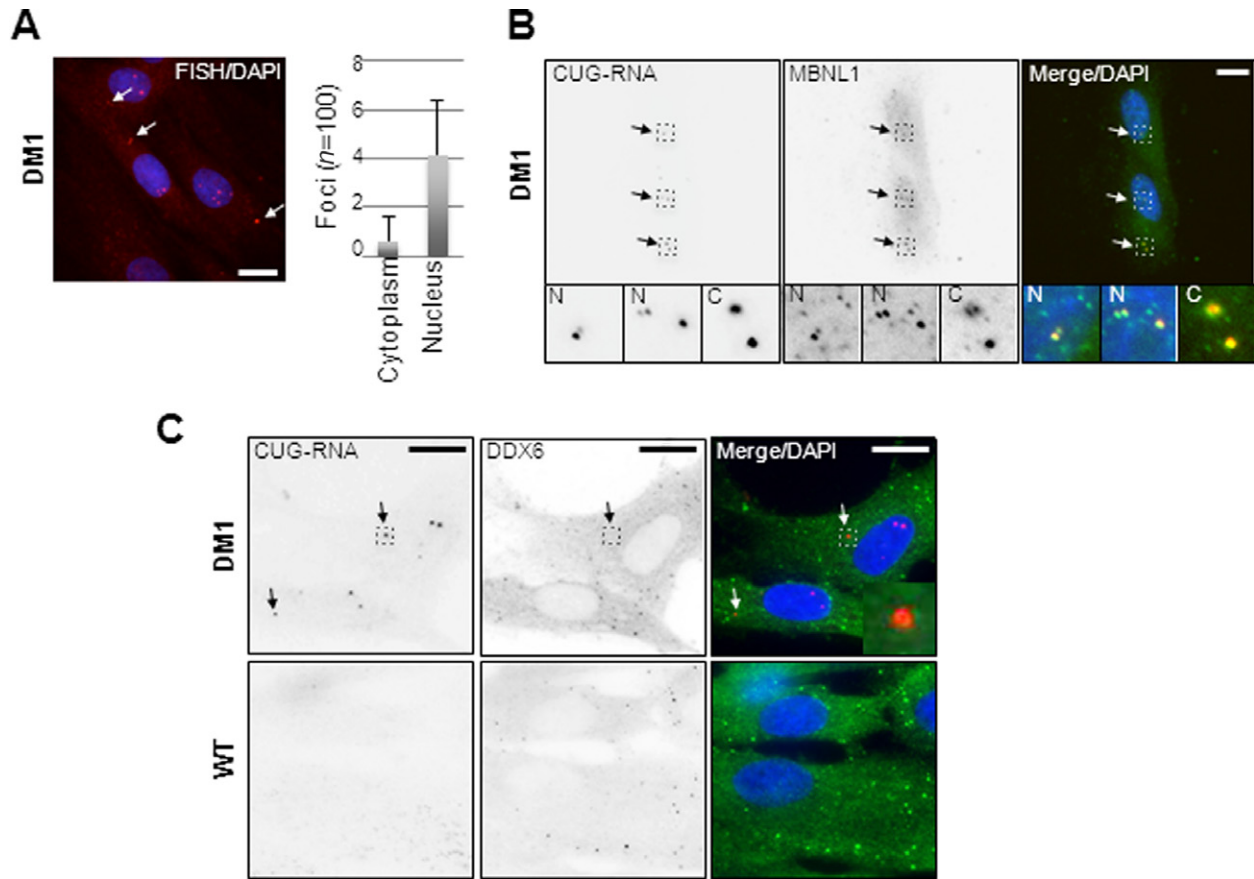 A
DM1
FISH/DAPI
Foci (n=100)
8
6
4
2
0
Cytoplasm
Nucleus
B
DM1
CUG-RNA
MBNL1
Merge/DAPI
N
N
C
N
N
C
N
N
C
C
DM1
CUG-RNA
DDX6
Merge/DAPI
WT